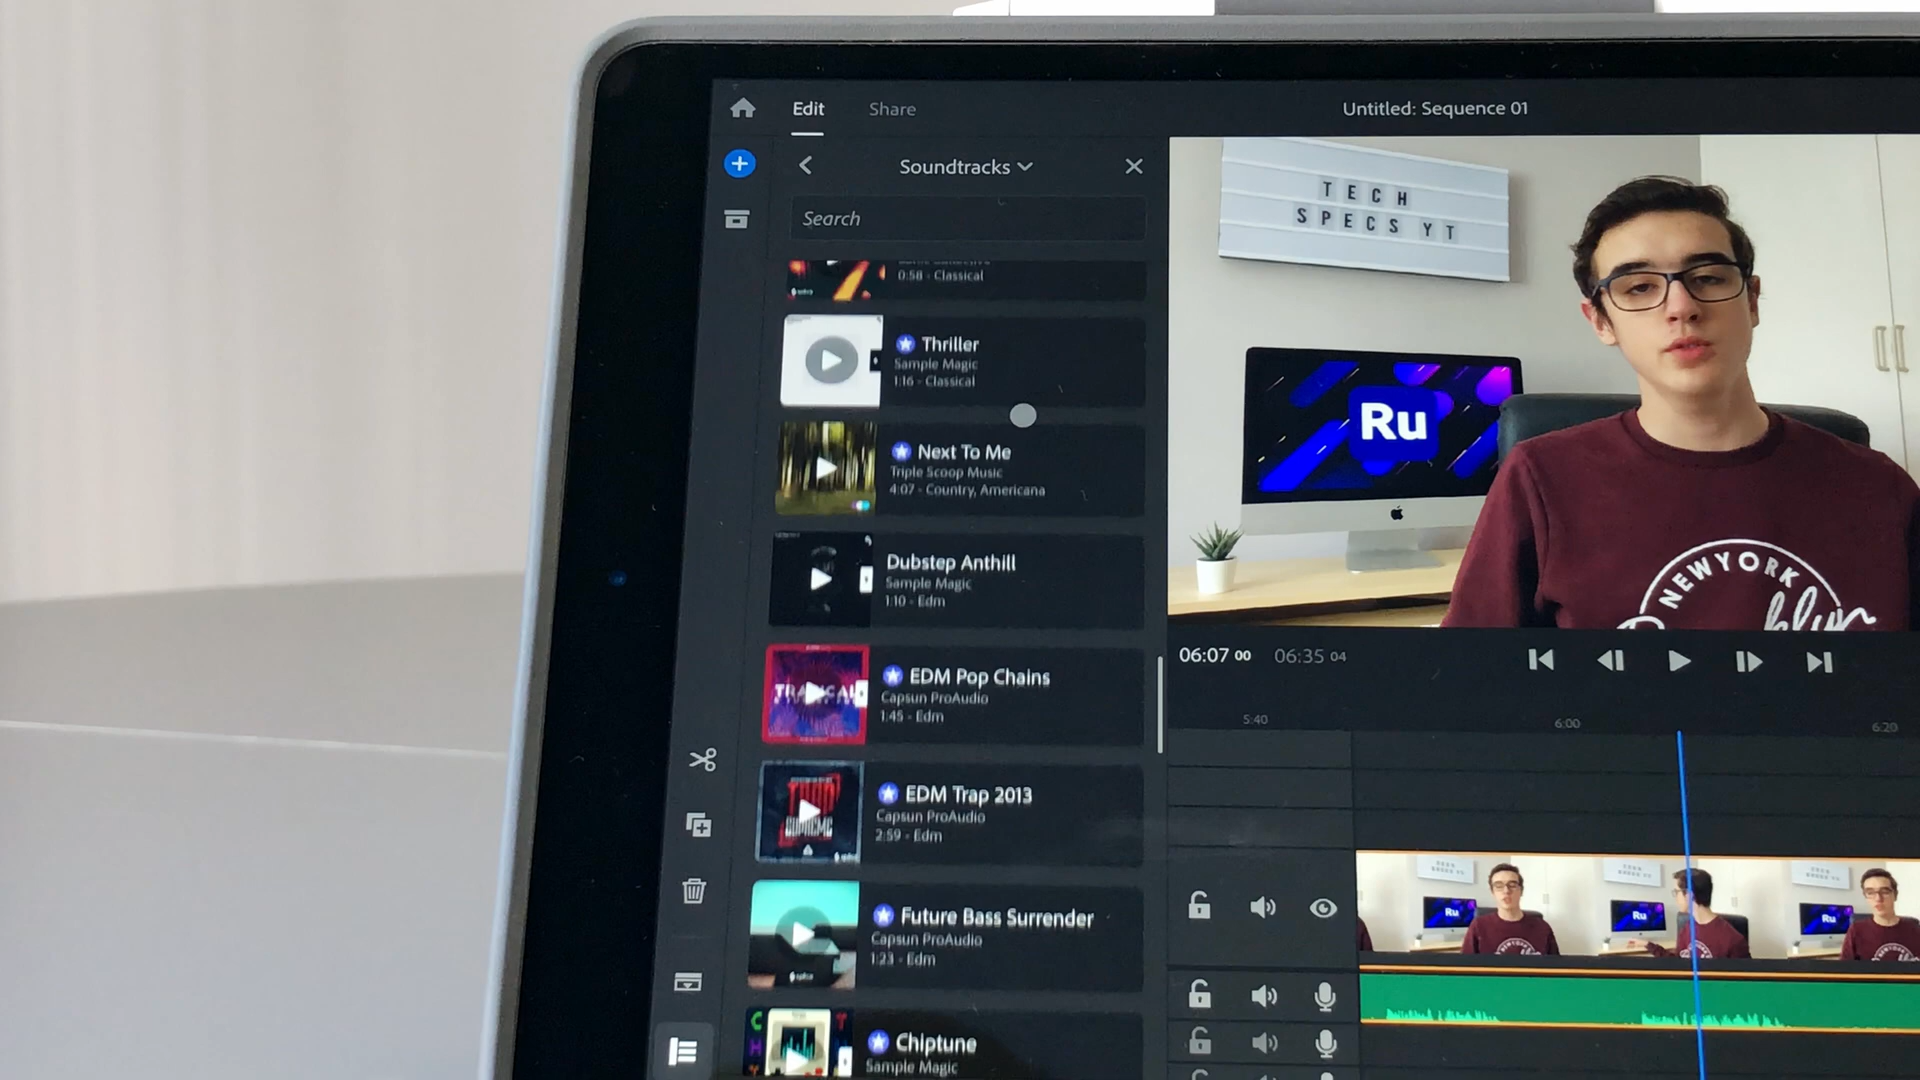 Edit
Share
Untitled: Sequence 01
Soundtracks
Search
0:58 - Classical
Thriller
Sample Magic
1:16 - Classical
Next To Me
Triple Scoop Music
4:07 - Country, Americana
Dubstep Anthill
Sample Magic
1:10 - Edm
EDM Pop Chains
Capsun ProAudio
1:45 - Edm
EDM Trap 2013
Capsun ProAudio
2:59 - Edm
Future Bass Surrender
Capsun ProAudio
1:23 - Edm
Chiptune
Sample Magic
TECH
SPECS YT
Ru
NEWYORK
06:07 00
06:35 04
5:40
6:00
6:20
Ru
Ru
Ru